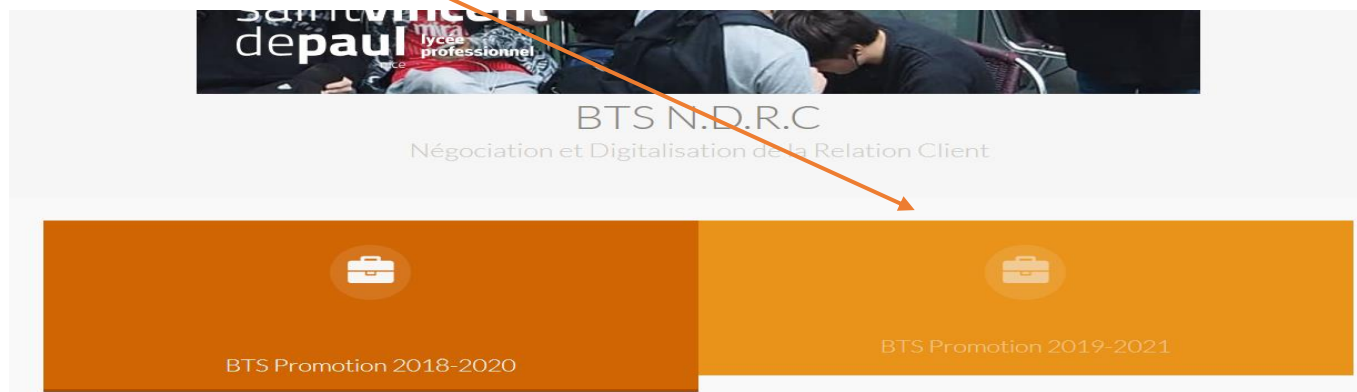 saintvincent
depaul lycée
professionnel
nice
BTS N.D.R.C
Négociation et Digitalisation de la Relation Client
BTS Promotion 2018-2020
BTS Promotion 2019-2021